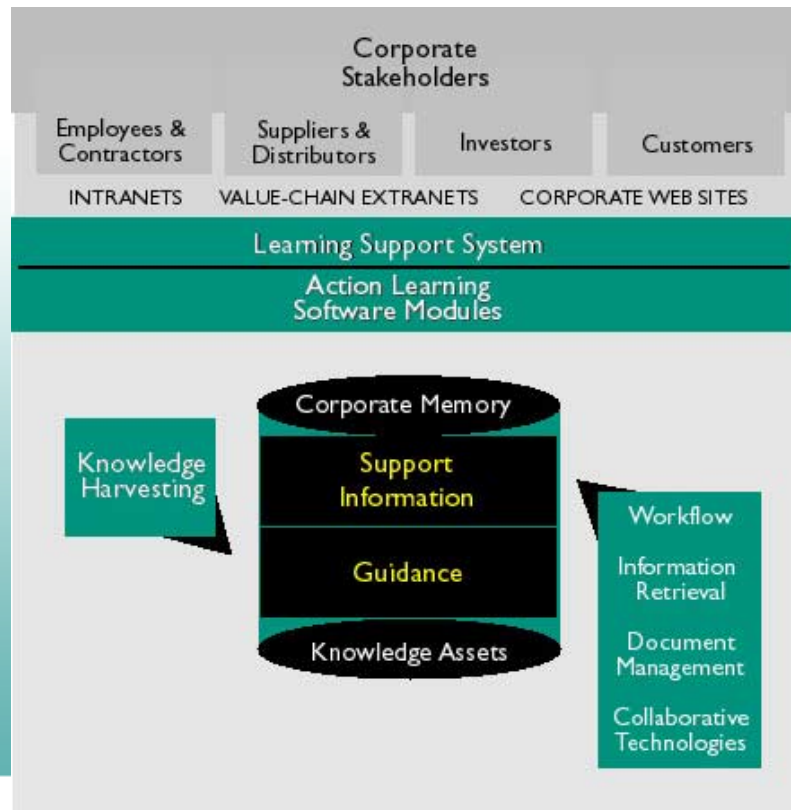 Corporate
Stakeholders
Employees &
Contractors
Suppliers &
Distributors
Investors
Customers
INTRANETS
VALUE-CHAIN EXTRANETS
CORPORATE WEB SITES
Learning Support System
Action Learning
Software Modules
Corporate Memory
Knowledge
Harvesting
Support
Information
Guidance
Knowledge Assets
Workflow
Information
Retrieval
Document
Management
Collaborative
Technologies